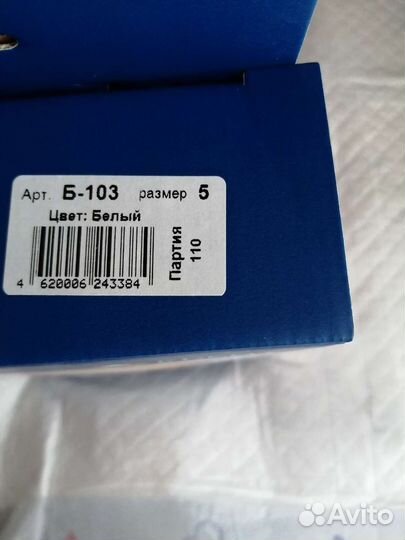 Арт. Б-103 размер 5
Цвет: Белый
4 620006 243384
Партия
110
Avito